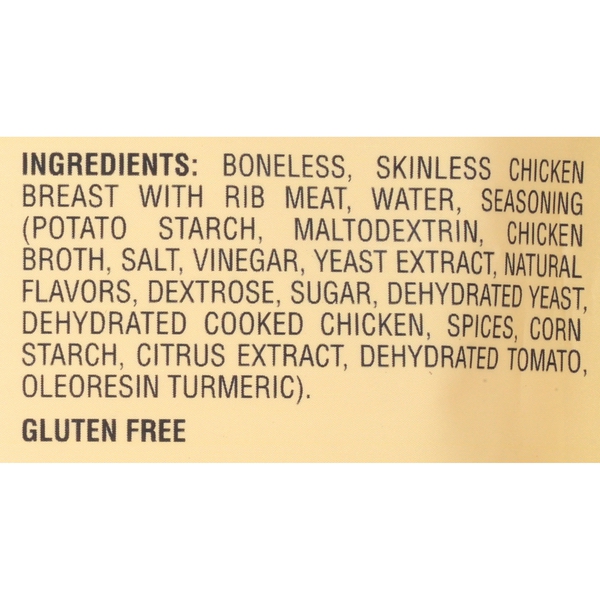 INGREDIENTS: BONELESS, SKINLESS CHICKEN
BREAST WITH RIB MEAT, WATER, SEASONING
(POTATO STARCH, MALTODEXTRIN, CHICKEN
BROTH, SALT, VINEGAR, YEAST EXTRACT, NATURAL
FLAVORS, DEXTROSE, SUGAR, DEHYDRATED YEAST,
DEHYDRATED COOKED CHICKEN, SPICES, CORN
STARCH, CITRUS EXTRACT, DEHYDRATED TOMATO,
OLEORESIN TURMERIC).
GLUTEN FREE